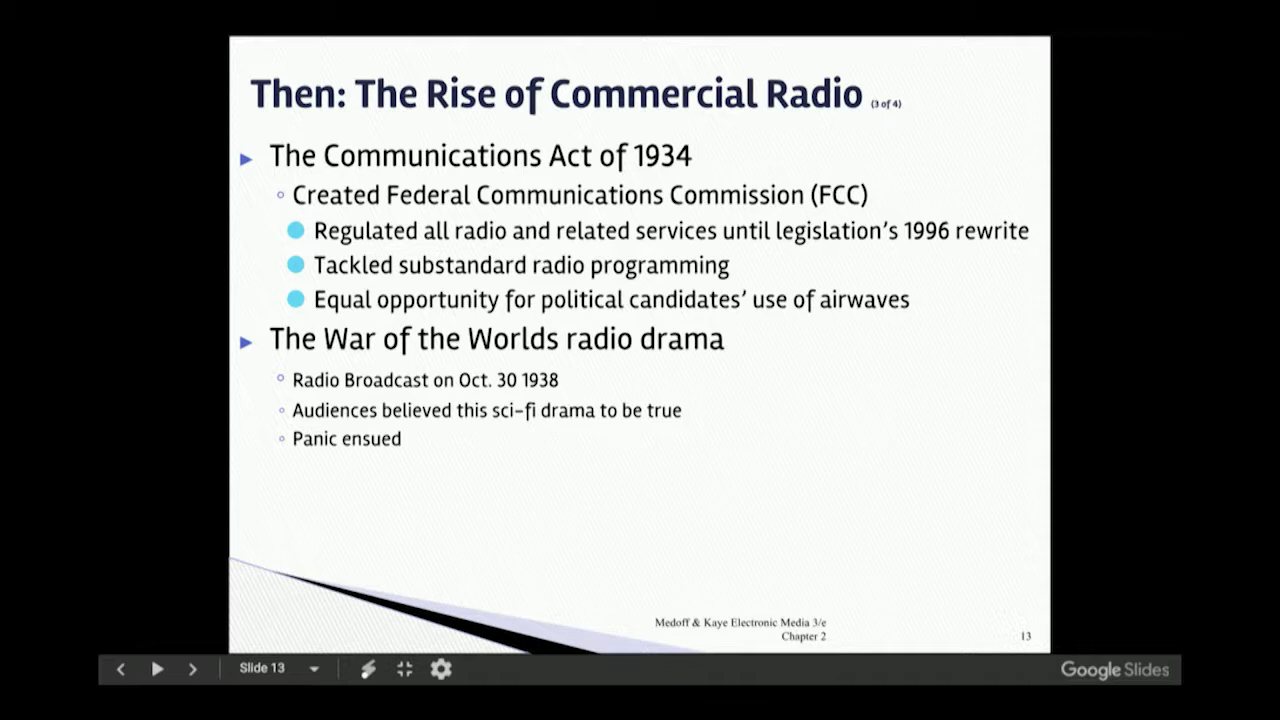 Then: The Rise of Commercial Radio (3 of 4)
The Communications Act of 1934
Created Federal Communications Commission (FCC)
Regulated all radio and related services until legislation's 1996 rewrite
Tackled substandard radio programming
Equal opportunity for political candidates' use of airwaves
The War of the Worlds radio drama
Radio Broadcast on Oct. 30 1938
Audiences believed this sci-fi drama to be true
Panic ensued
Medoff & Kaye Electronic Media 3/e
Chapter 2
13
Slide 13
Google Slides